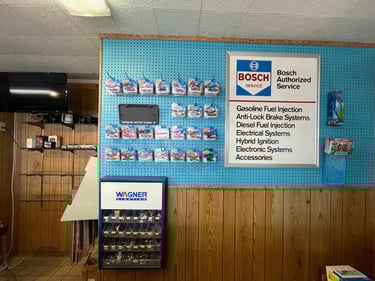 BOSCH
SERVICE
Bosch
Authorized
Service
Gasoline Fuel Injection
Anti-Lock Brake Systems
Diesel Fuel Injection
Electrical Systems
Hybrid Ignition
Electronic Systems
Accessories
WAGNER
LIGHTING